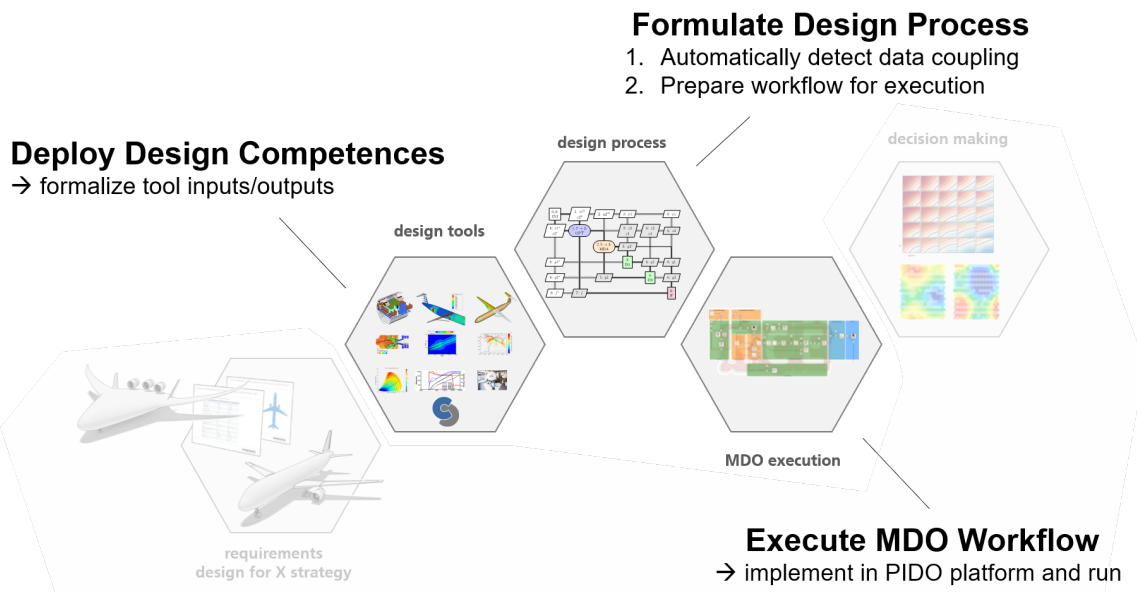 Formulate Design Process
1. Automatically detect data coupling
2. Prepare workflow for execution
Deploy Design Competences
→ formalize tool inputs/outputs
design process
decision making
design tools
MDO execution
requirements
design for X strategy
Execute MDO Workflow
→ implement in PIDO platform and run